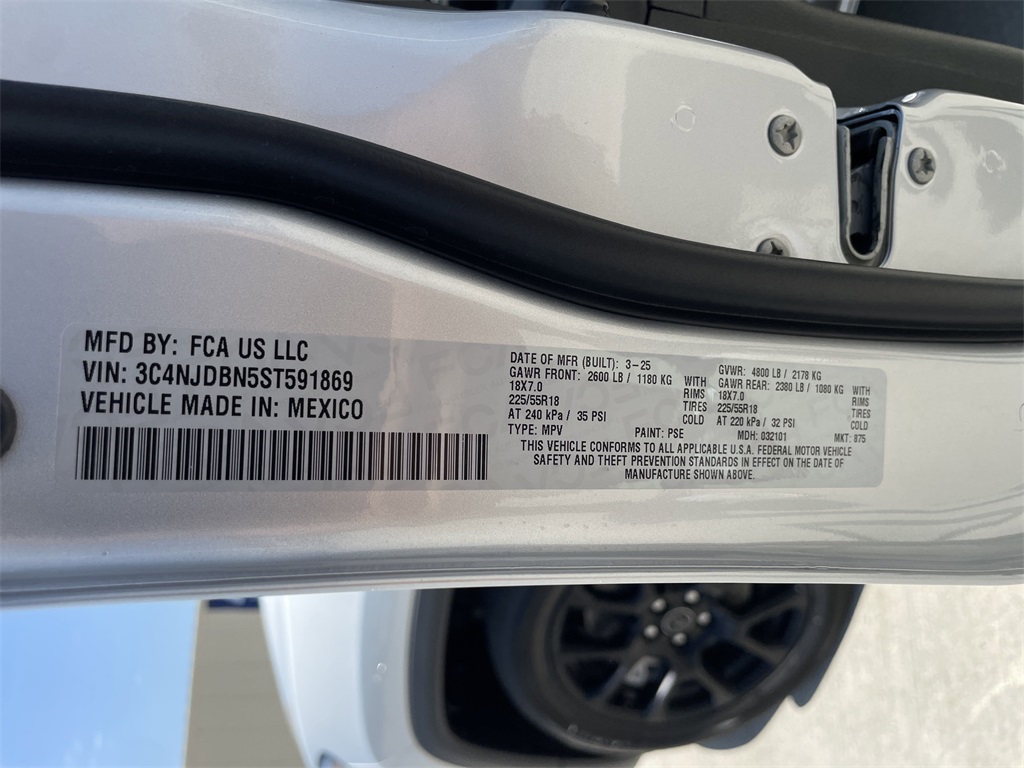 MFD BY: FCA US LLC
VIN: 3C4NJDBN5ST591869
VEHICLE MADE IN: MEXICO
DATE OF MFR (BUILT): 3-25
GAWR FRONT: 2600 LB / 1180 KG WITH
18X7.0 RIMS
225/55R18 TIRES
AT 240 kPa / 35 PSI COLD
TYPE: MPV PAINT: PSE
GVWR: 4800 LB / 2178 KG
GAWR REAR: 2380 LB / 1080 KG WITH
18X7.0 RIMS
225/55R18 TIRES
AT 220 kPa / 32 PSI COLD
MDH: 032101 MKT: 875
THIS VEHICLE CONFORMS TO ALL APPLICABLE U.S.A. FEDERAL MOTOR VEHICLE
SAFETY AND THEFT PREVENTION STANDARDS IN EFFECT ON THE DATE OF
MANUFACTURE SHOWN ABOVE.